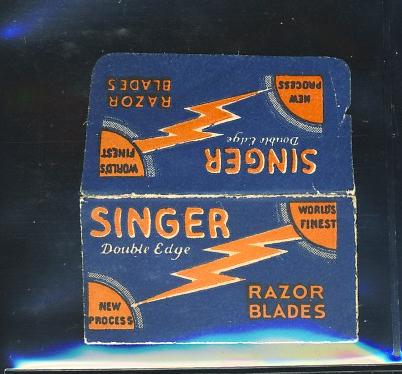 RAZOR
BLADES
NEW
PROCESS
WORLD'S
FINEST
Double Edge
SINGER
SINGER
Double Edge
WORLD'S
FINEST
NEW
PROCESS
RAZOR
BLADES